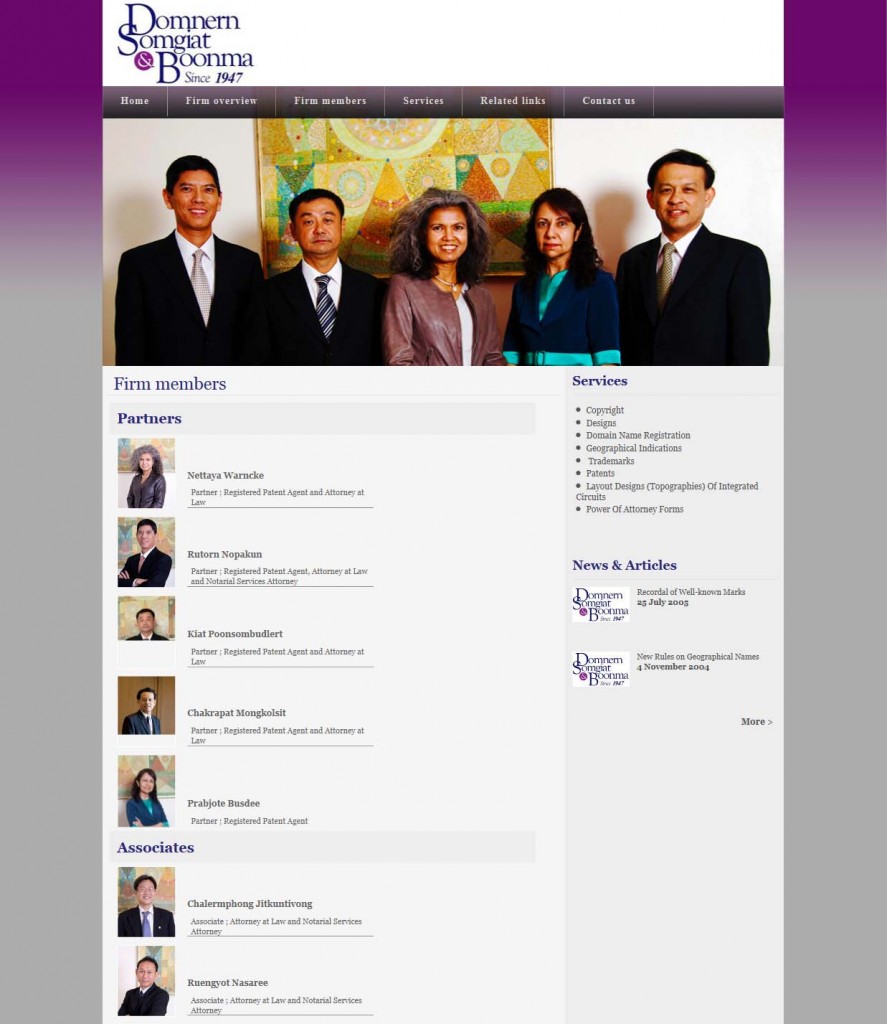 Domnern
Somgiat
& Boonma
Since 1947
Home Firm overview Firm members Services Related links Contact us
Firm members
Partners
Nettaya Warncke
Partner ; Registered Patent Agent and Attorney at
Law
Rutorn Nopakun
Partner ; Registered Patent Agent, Attorney at Law
and Notarial Services Attorney
Kiat Poonsombudlert
Partner ; Registered Patent Agent and Attorney at
Law
Chakrapat Mongkolsit
Partner ; Registered Patent Agent and Attorney at
Law
Prabjote Busdee
Partner ; Registered Patent Agent
Associates
Chalermphong Jitkuntivong
Associate ; Attorney at Law and Notarial Services
Attorney
Ruengyot Nasaree
Associate ; Attorney at Law and Notarial Services
Attorney
Services
Copyright
Designs
Domain Name Registration
Geographical Indications
Trademarks
Patents
Layout Designs (Topographies) Of Integrated
Circuits
Power Of Attorney Forms
News & Articles
Domnern
Somgiat
& Boonma
Since 1947
Recordal of Well-known Marks
25 July 2005
Domnern
Somgiat
& Boonma
Since 1947
New Rules on Geographical Names
4 November 2004
More >